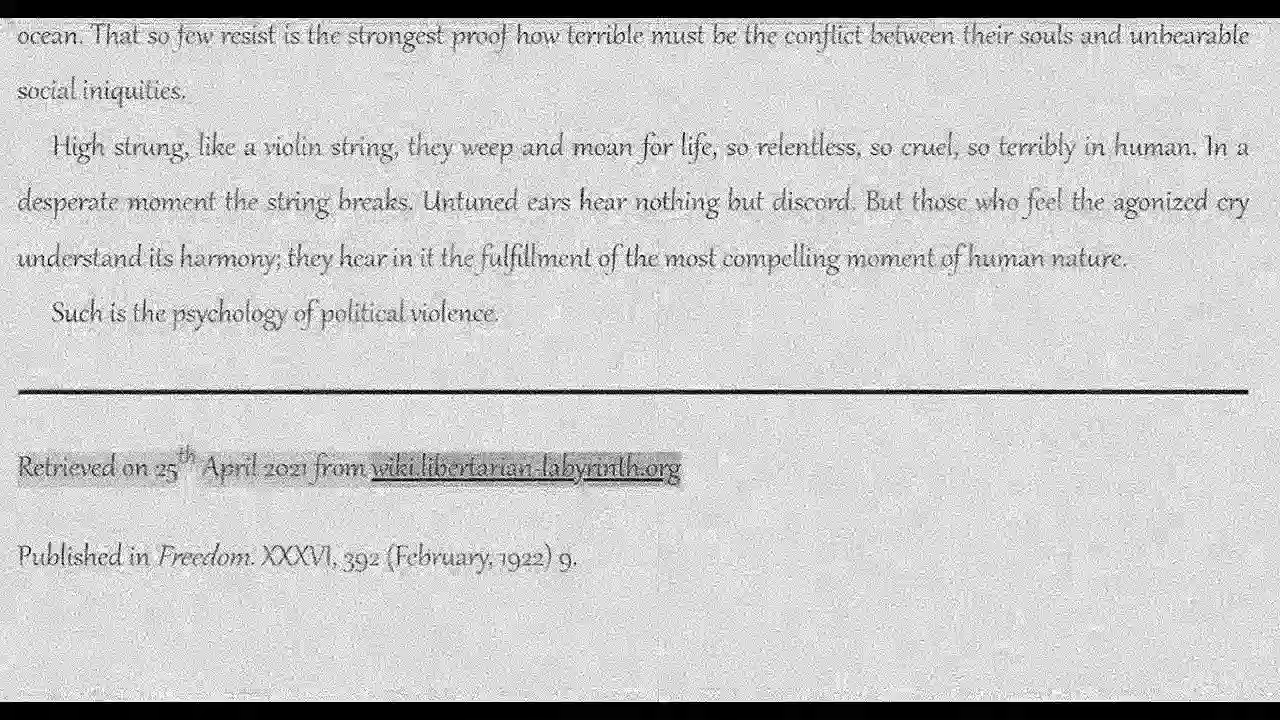 ocean. That so few resist is the strongest proof how terrible must be the conflict between their souls and unbearable
social iniquities.
High strung, like a violin string, they weep and moan for life, so relentless, so cruel, so terribly in human. In a
desperate moment the string breaks. Untuned ears hear nothing but discord. But those who feel the agonized cry
understand its harmony; they hear in it the fulfillment of the most compelling moment of human nature.
Such is the psychology of political violence.
Retrieved on 25th April 2021 from wiki.libertarian-labyrinth.org
Published in Freedom. XXXVI, 392 (February, 1922) 9.